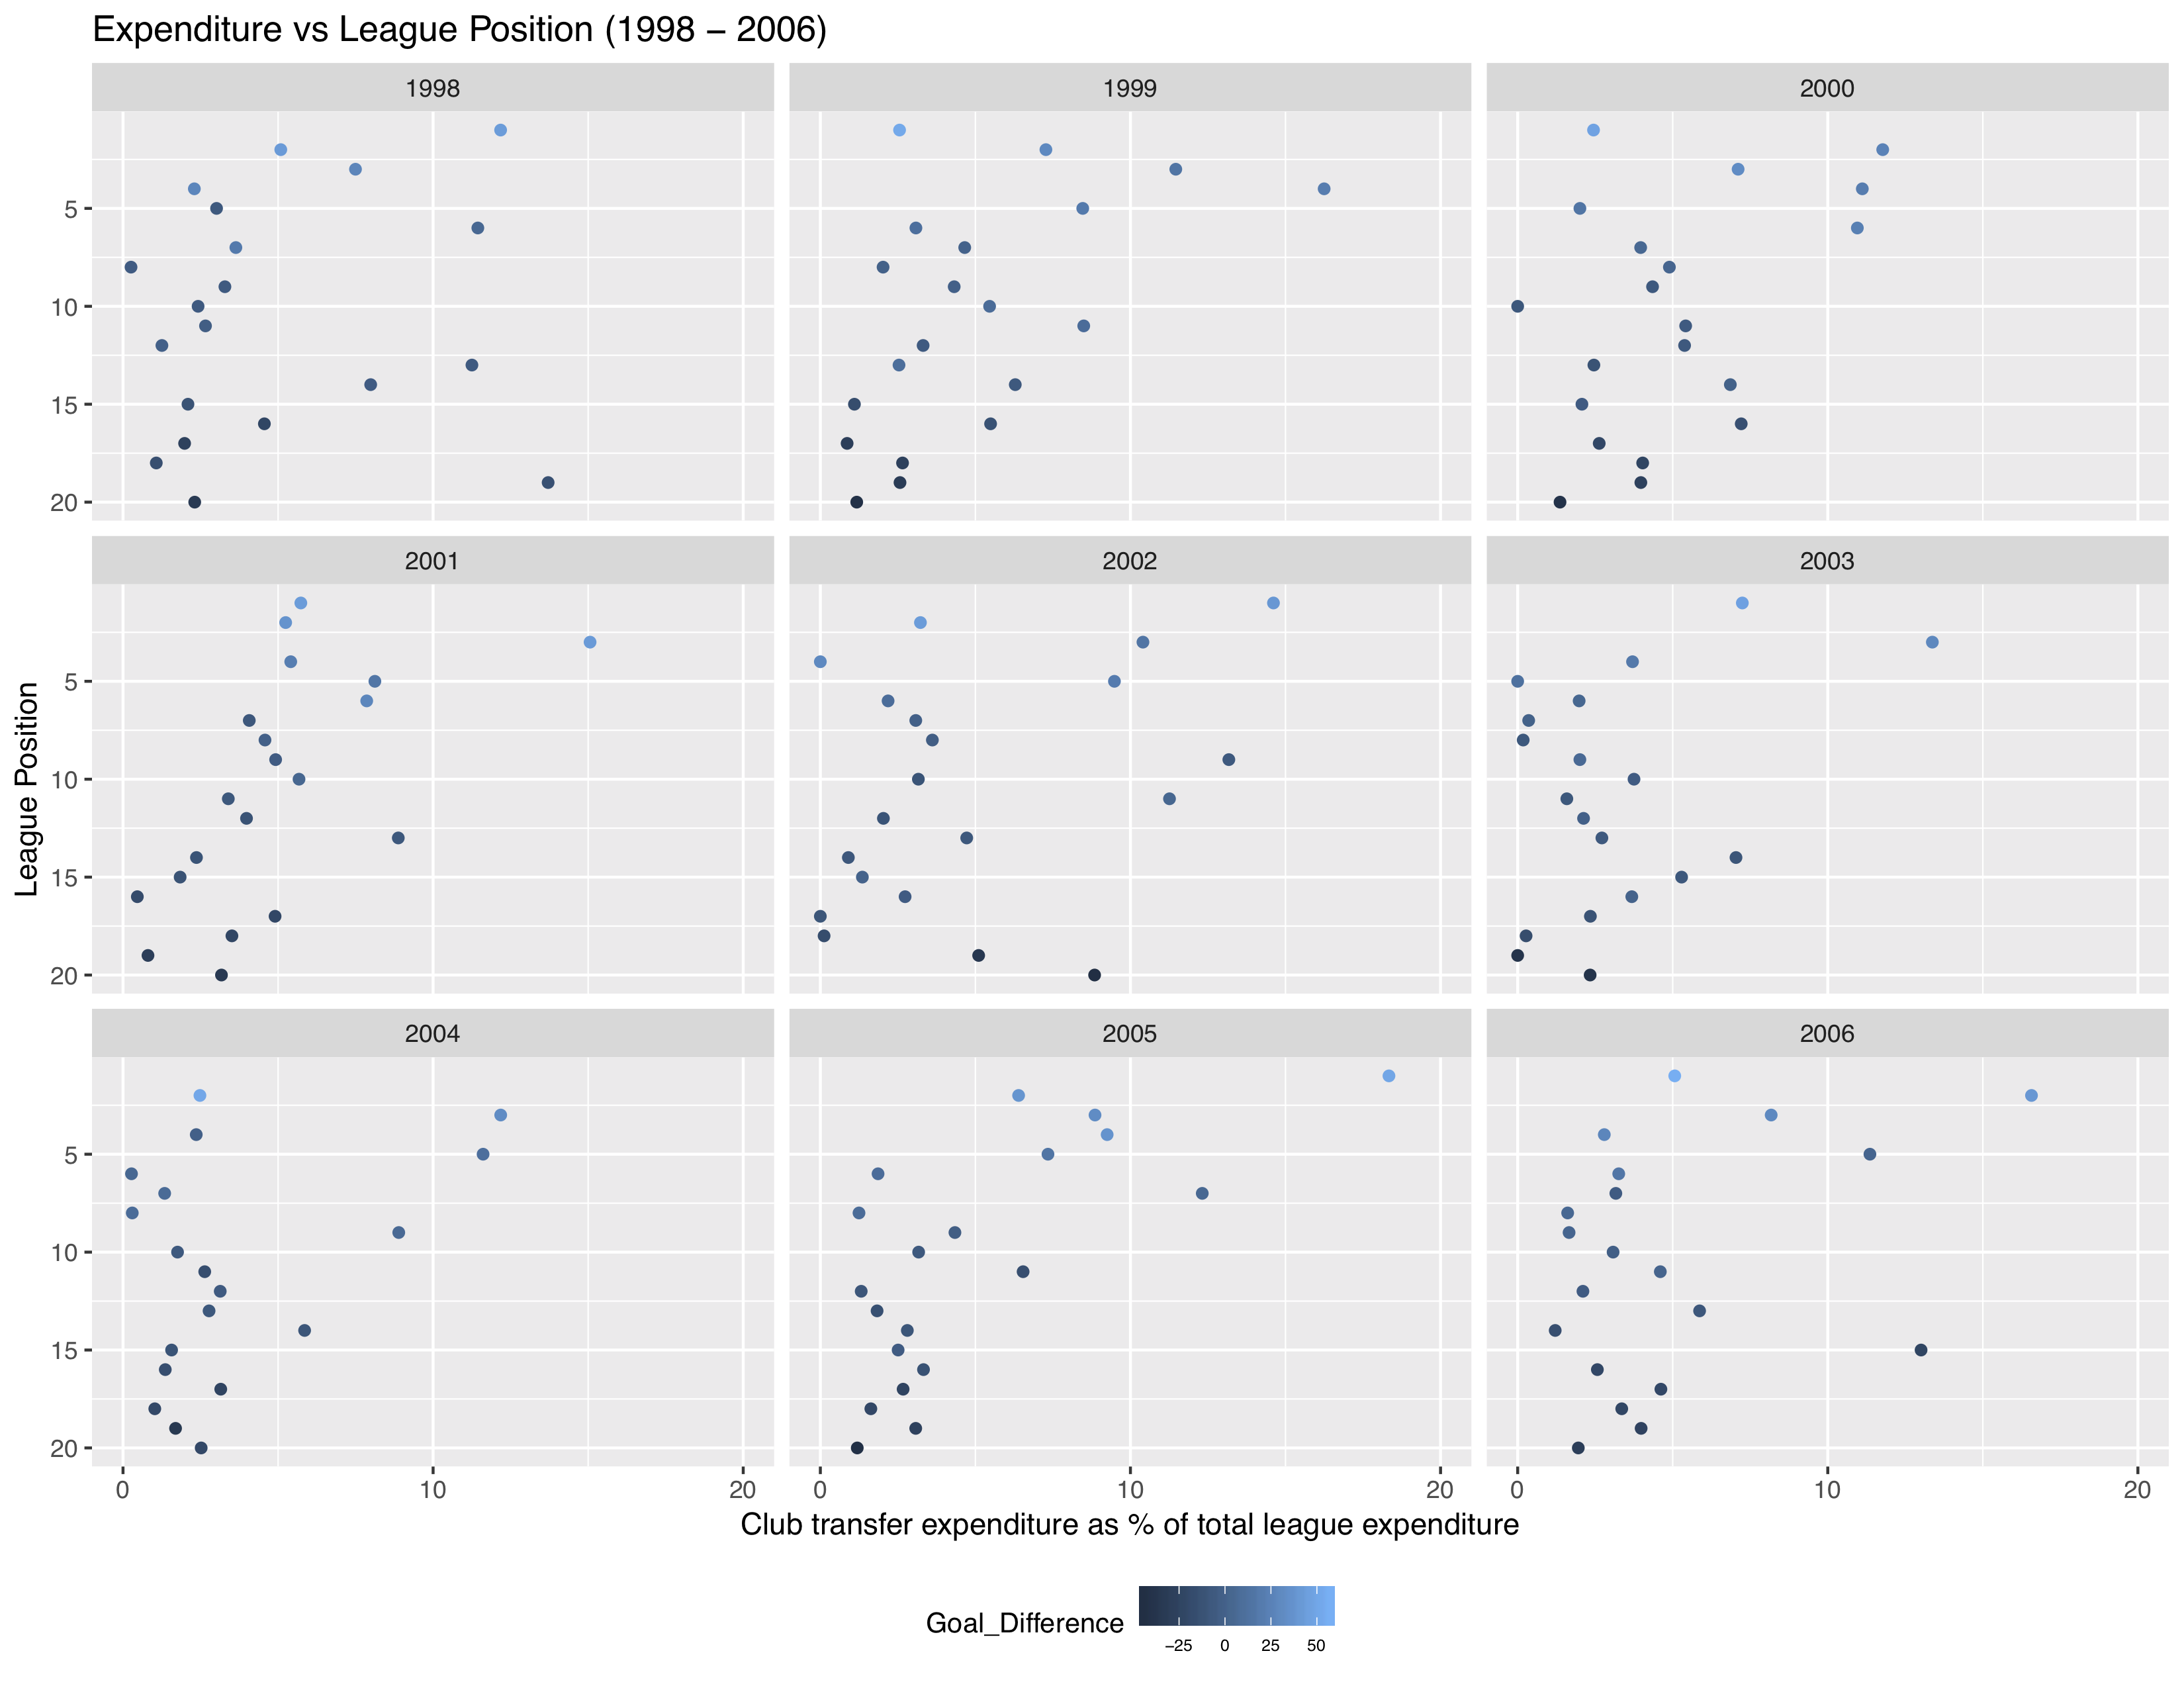 Expenditure vs League Position (1998 − 2006)
1998 1999 2000
5
10
15
20
2001 2002 2003
5
10
15
20
2004 2005 2006
5
10
15
20
0 10 20 0 10 20 0 10 20
League Position
Club transfer expenditure as % of total league expenditure
Goal_Difference
−25 0 25 50